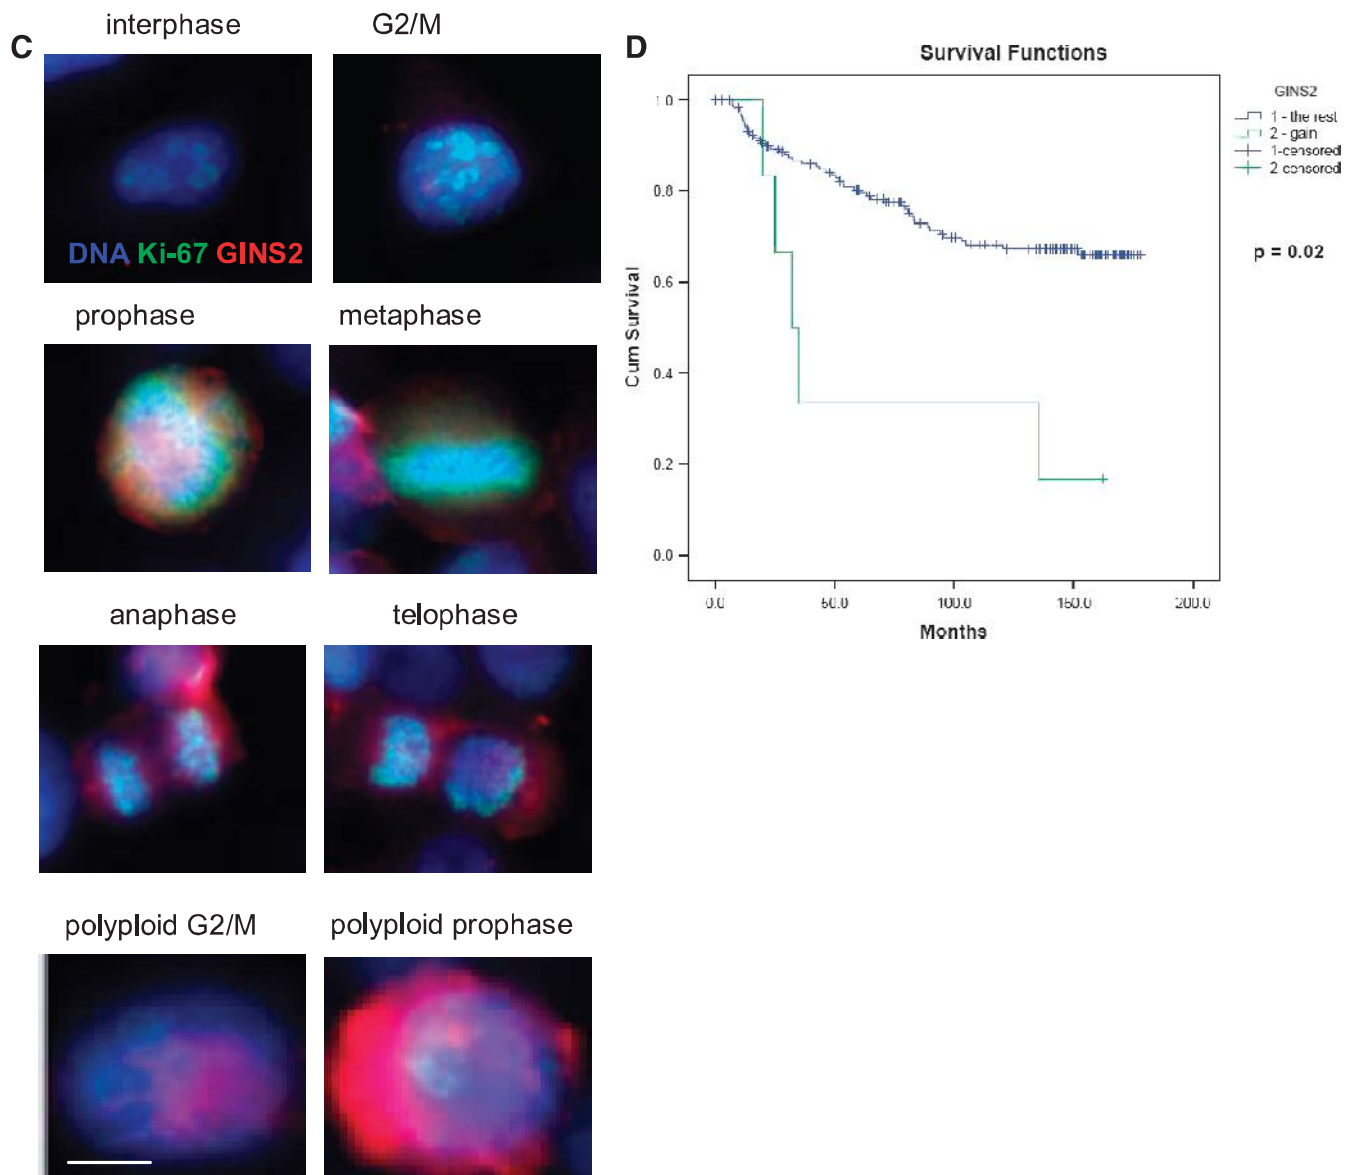 C
interphase
G2/M
DNA Ki-67 GINS2
prophase
metaphase
anaphase
telophase
polyploid G2/M
polyploid prophase
D
Survival Functions
GINS2
1 - the rest
2 - gain
1-censored
2 censored
p = 0.02
Cum Survival
1.0
0.8
0.6
0.4
0.2
0.0
0.0
50.0
100.0
150.0
200.0
Months